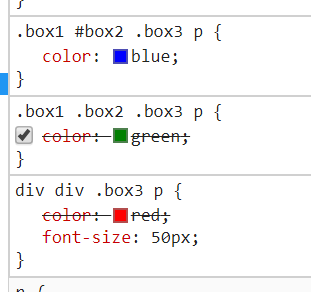 }
.box1 #box2 .box3 p {
color: blue;
}
.box1 .box2 .box3 p {
color: green;
}
div div .box3 p {
color: red;
font-size: 50px;
}